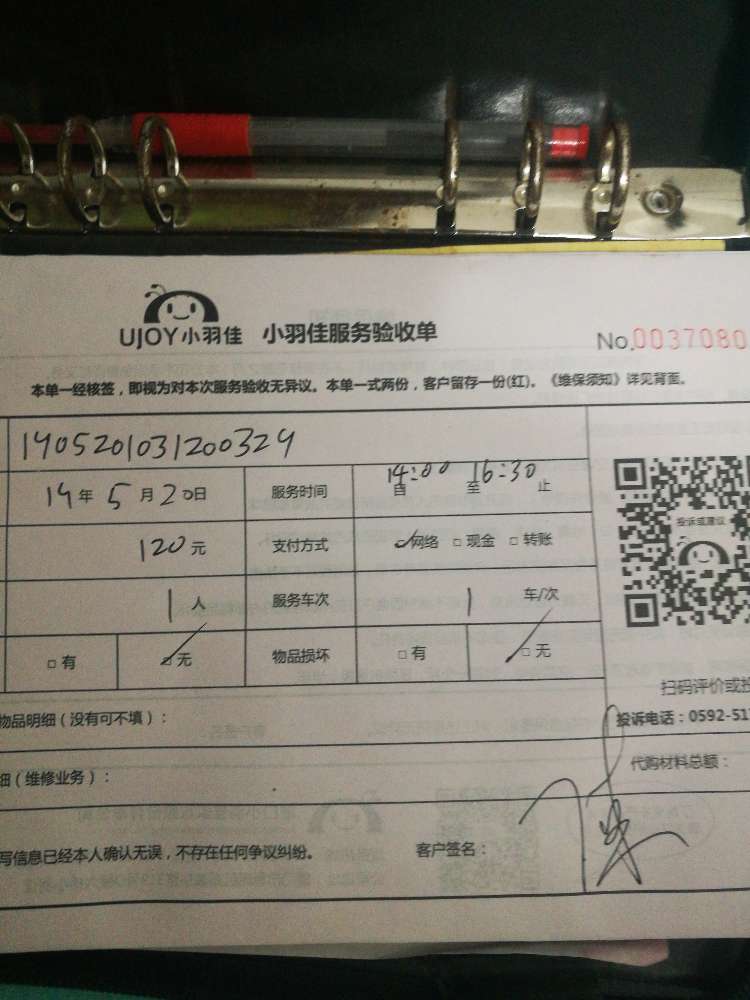 UJOY小羽佳 小羽佳服务验收单
No.0037080
本单一经核签，即视为对本次服务验收无异议。本单一式两份，客户留存一份(红)。《维保须知》详见背面。
1905201031200329
19年5月20日 服务时间 14:00 自 至 16:30 止
120元 支付方式 ☑网络 □现金 □转账
1人 服务车次 1 车/次
□有 ☑无 物品损坏 □有 ☑无
投诉或建议
扫码评价或投
物品明细（没有可不填）：
投诉电话：0592-51
细（维修业务）：
代购材料总额：
写信息已经本人确认无误，不存在任何争议纠纷。 客户签名：